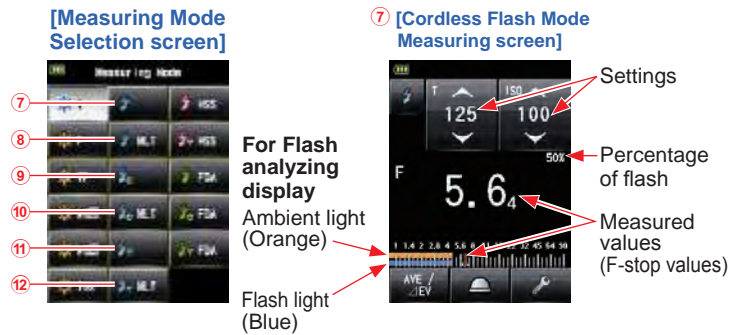 [Measuring Mode
Selection screen]
Measuring Mode
⑦
HSS
⑧
MLT
HSS
⑨
FDA
⑩
MLT
FDA
⑪
FDA
⑫
MLT
For Flash
analyzing
display
Ambient light
(Orange)
Flash light
(Blue)
⑦ [Cordless Flash Mode
Measuring screen]
T
ISO
125
100
50%
F
5.6₄
1 1.4 2 2.8 4 5.6 8 11 16 22 32 45 64 90
AVE /
⊿EV
Settings
Percentage
of flash
Measured
values
(F-stop values)